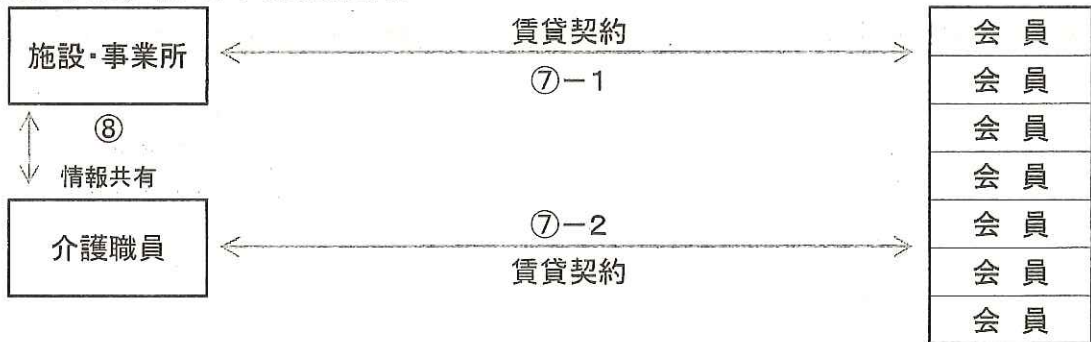 施設・事業所
賃貸契約
⑦－1
⑧
情報共有
介護職員
⑦－2
賃貸契約
会 員
会 員
会 員
会 員
会 員
会 員
会 員